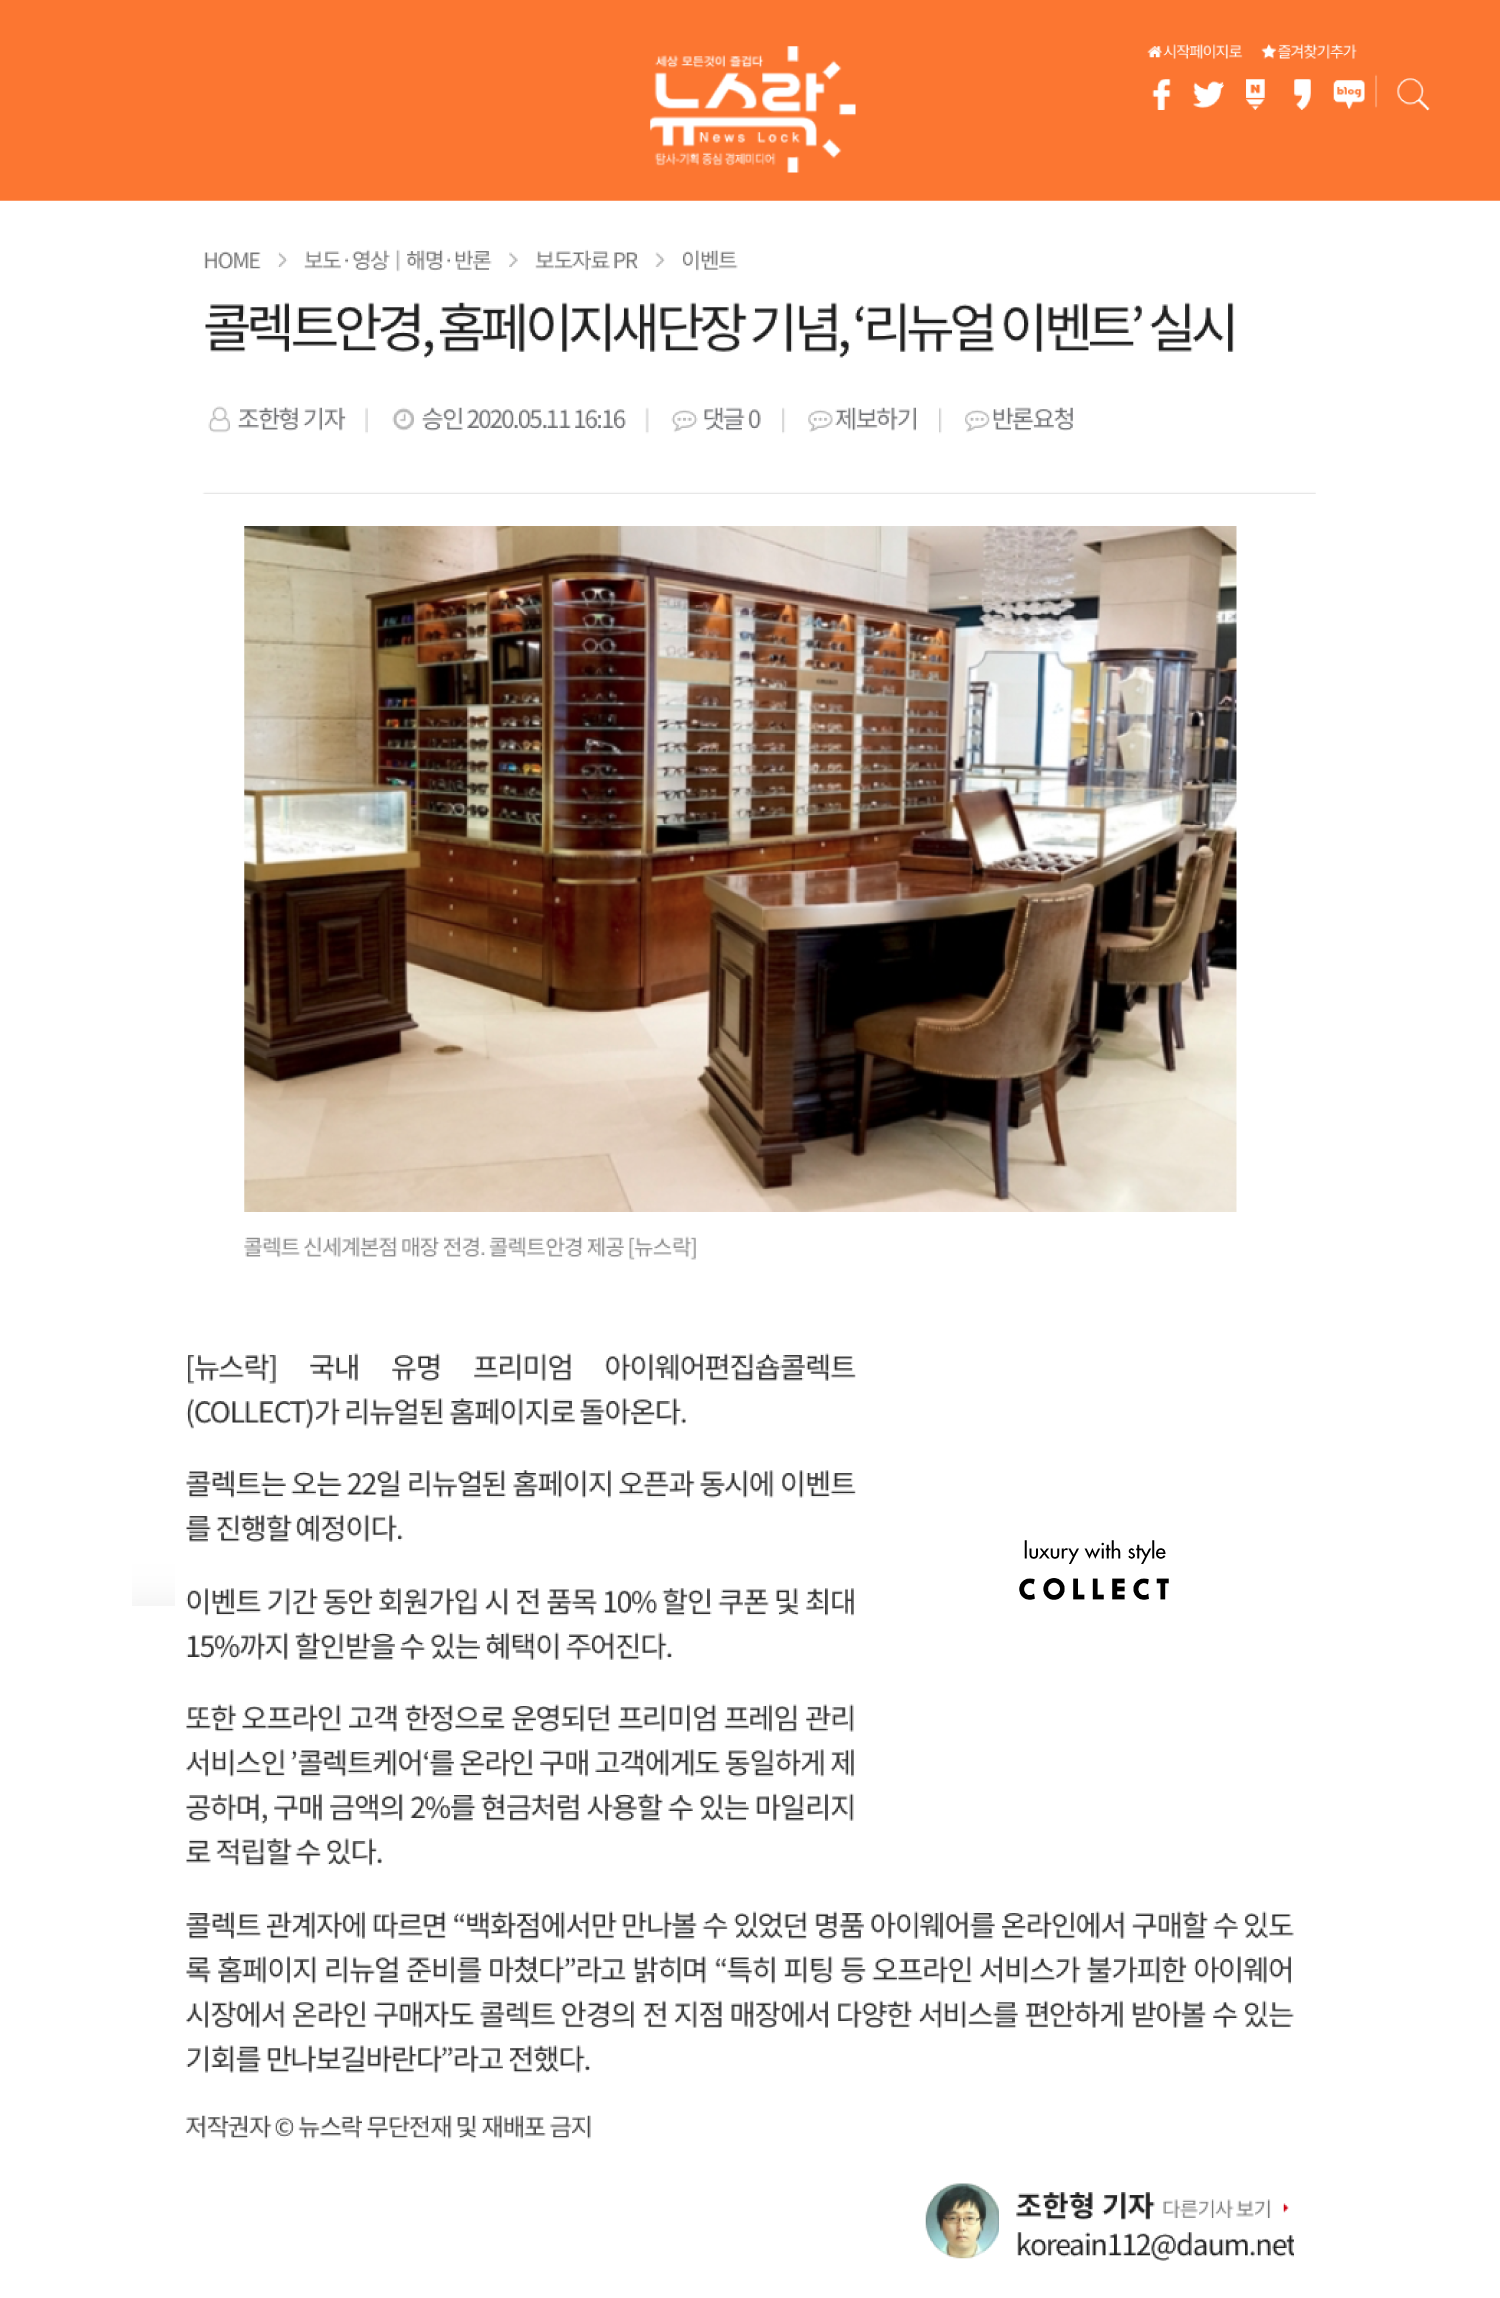 세상 모든것이 즐겁다
뉴스락
News Lock
탐사·기획 중심 경제미디어
시작페이지로 즐겨찾기추가
N blog
HOME > 보도·영상 | 해명·반론 > 보도자료 PR > 이벤트
콜렉트안경, 홈페이지새단장 기념, ‘리뉴얼 이벤트’ 실시
조한형 기자 | 승인 2020.05.11 16:16 | 댓글 0 | 제보하기 | 반론요청
콜렉트 신세계본점 매장 전경. 콜렉트안경 제공 [뉴스락]
[뉴스락] 국내 유명 프리미엄 아이웨어편집숍콜렉트
(COLLECT)가 리뉴얼된 홈페이지로 돌아온다.
콜렉트는 오는 22일 리뉴얼된 홈페이지 오픈과 동시에 이벤트
를 진행할 예정이다.
이벤트 기간 동안 회원가입 시 전 품목 10% 할인 쿠폰 및 최대
15%까지 할인받을 수 있는 혜택이 주어진다.
luxury with style
COLLECT
또한 오프라인 고객 한정으로 운영되던 프리미엄 프레임 관리
서비스인 ’콜렉트케어‘를 온라인 구매 고객에게도 동일하게 제
공하며, 구매 금액의 2%를 현금처럼 사용할 수 있는 마일리지
로 적립할 수 있다.
콜렉트 관계자에 따르면 “백화점에서만 만나볼 수 있었던 명품 아이웨어를 온라인에서 구매할 수 있도
록 홈페이지 리뉴얼 준비를 마쳤다”라고 밝히며 “특히 피팅 등 오프라인 서비스가 불가피한 아이웨어
시장에서 온라인 구매자도 콜렉트 안경의 전 지점 매장에서 다양한 서비스를 편안하게 받아볼 수 있는
기회를 만나보길바란다”라고 전했다.
저작권자 © 뉴스락 무단전재 및 재배포 금지
조한형 기자 다른기사 보기
koreain112@daum.net